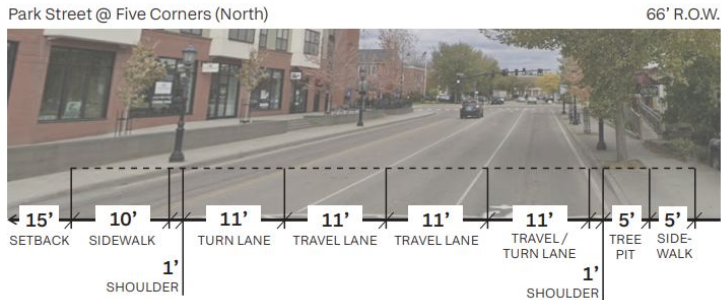 Park Street @ Five Corners (North)
66' R.O.W.
15'
10'
11'
11'
11'
11'
5'
5'
SETBACK
SIDEWALK
TURN LANE
TRAVEL LANE
TRAVEL LANE
TRAVEL /
TURN LANE
TREE
PIT
SIDE-
WALK
1'
SHOULDER
1'
SHOULDER